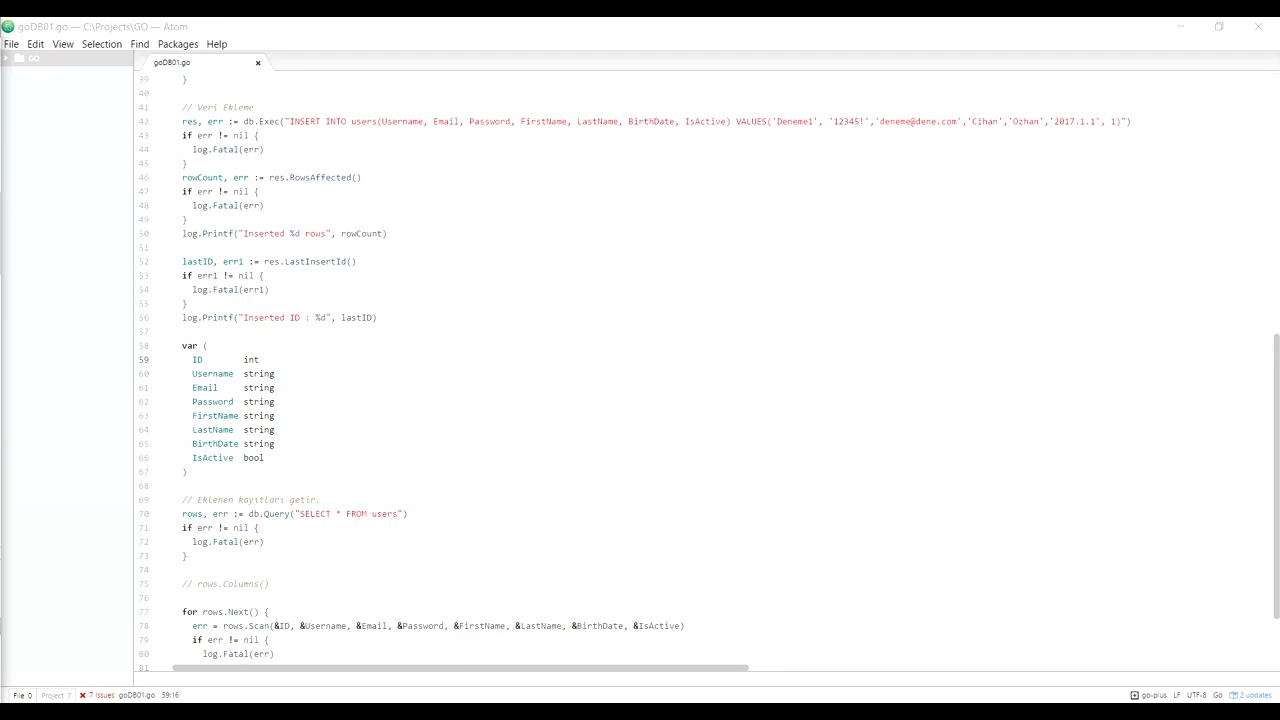 goDB01.go — C:\Projects\GO — Atom
File Edit View Selection Find Packages Help
GO
goDB01.go
39 }
40
41 // Veri Ekleme
42 res, err := db.Exec("INSERT INTO users(Username, Email, Password, FirstName, LastName, BirthDate, IsActive) VALUES('Deneme1', '12345!','deneme@dene.com','Cihan','Özhan','2017.1.1', 1)")
43 if err != nil {
44 log.Fatal(err)
45 }
46 rowCount, err := res.RowsAffected()
47 if err != nil {
48 log.Fatal(err)
49 }
50 log.Printf("Inserted %d rows", rowCount)
51
52 lastID, err1 := res.LastInsertId()
53 if err1 != nil {
54 log.Fatal(err1)
55 }
56 log.Printf("Inserted ID : %d", lastID)
57
58 var (
59 ID int
60 Username string
61 Email string
62 Password string
63 FirstName string
64 LastName string
65 BirthDate string
66 IsActive bool
67 )
68
69 // Eklenen kayıtları getir.
70 rows, err := db.Query("SELECT * FROM users")
71 if err != nil {
72 log.Fatal(err)
73 }
74
75 // rows.Columns()
76
77 for rows.Next() {
78 err = rows.Scan(&ID, &Username, &Email, &Password, &FirstName, &LastName, &BirthDate, &IsActive)
79 if err != nil {
80 log.Fatal(err)
81
File 0 Project 7 7 Issues goDB01.go 59:16 go-plus LF UTF-8 Go 2 updates